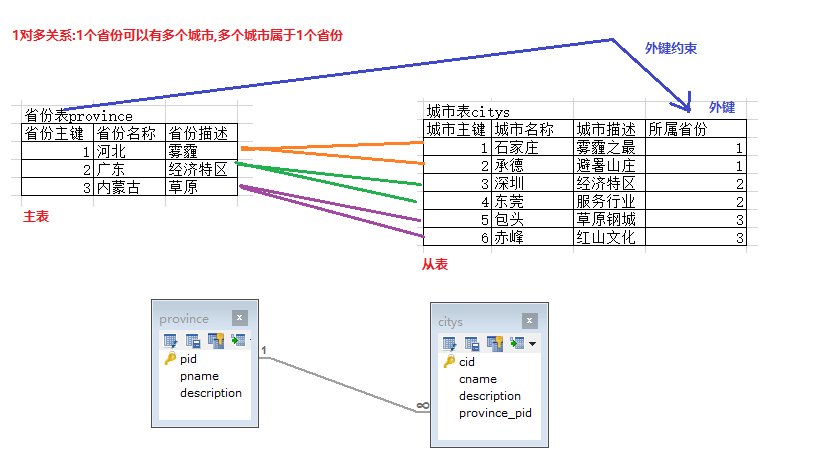 1对多关系:1个省份可以有多个城市,多个城市属于1个省份
外键约束
外键
省份表province
省份主键 省份名称 省份描述
1 河北 雾霾
2 广东 经济特区
3 内蒙古 草原
主表
城市表citys
城市主键 城市名称 城市描述 所属省份
1 石家庄 雾霾之最 1
2 承德 避暑山庄 1
3 深圳 经济特区 2
4 东莞 服务行业 2
5 包头 草原钢城 3
6 赤峰 红山文化 3
从表
province
pid
pname
description
1
∞
citys
cid
cname
description
province_pid